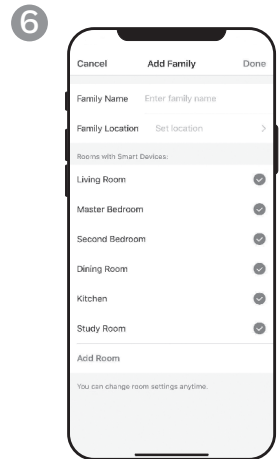 6
Cancel Add Family Done
Family Name Enter family name
Family Location Set location >
Rooms with Smart Devices:
Living Room
Master Bedroom
Second Bedroom
Dining Room
Kitchen
Study Room
Add Room
You can change room settings anytime.